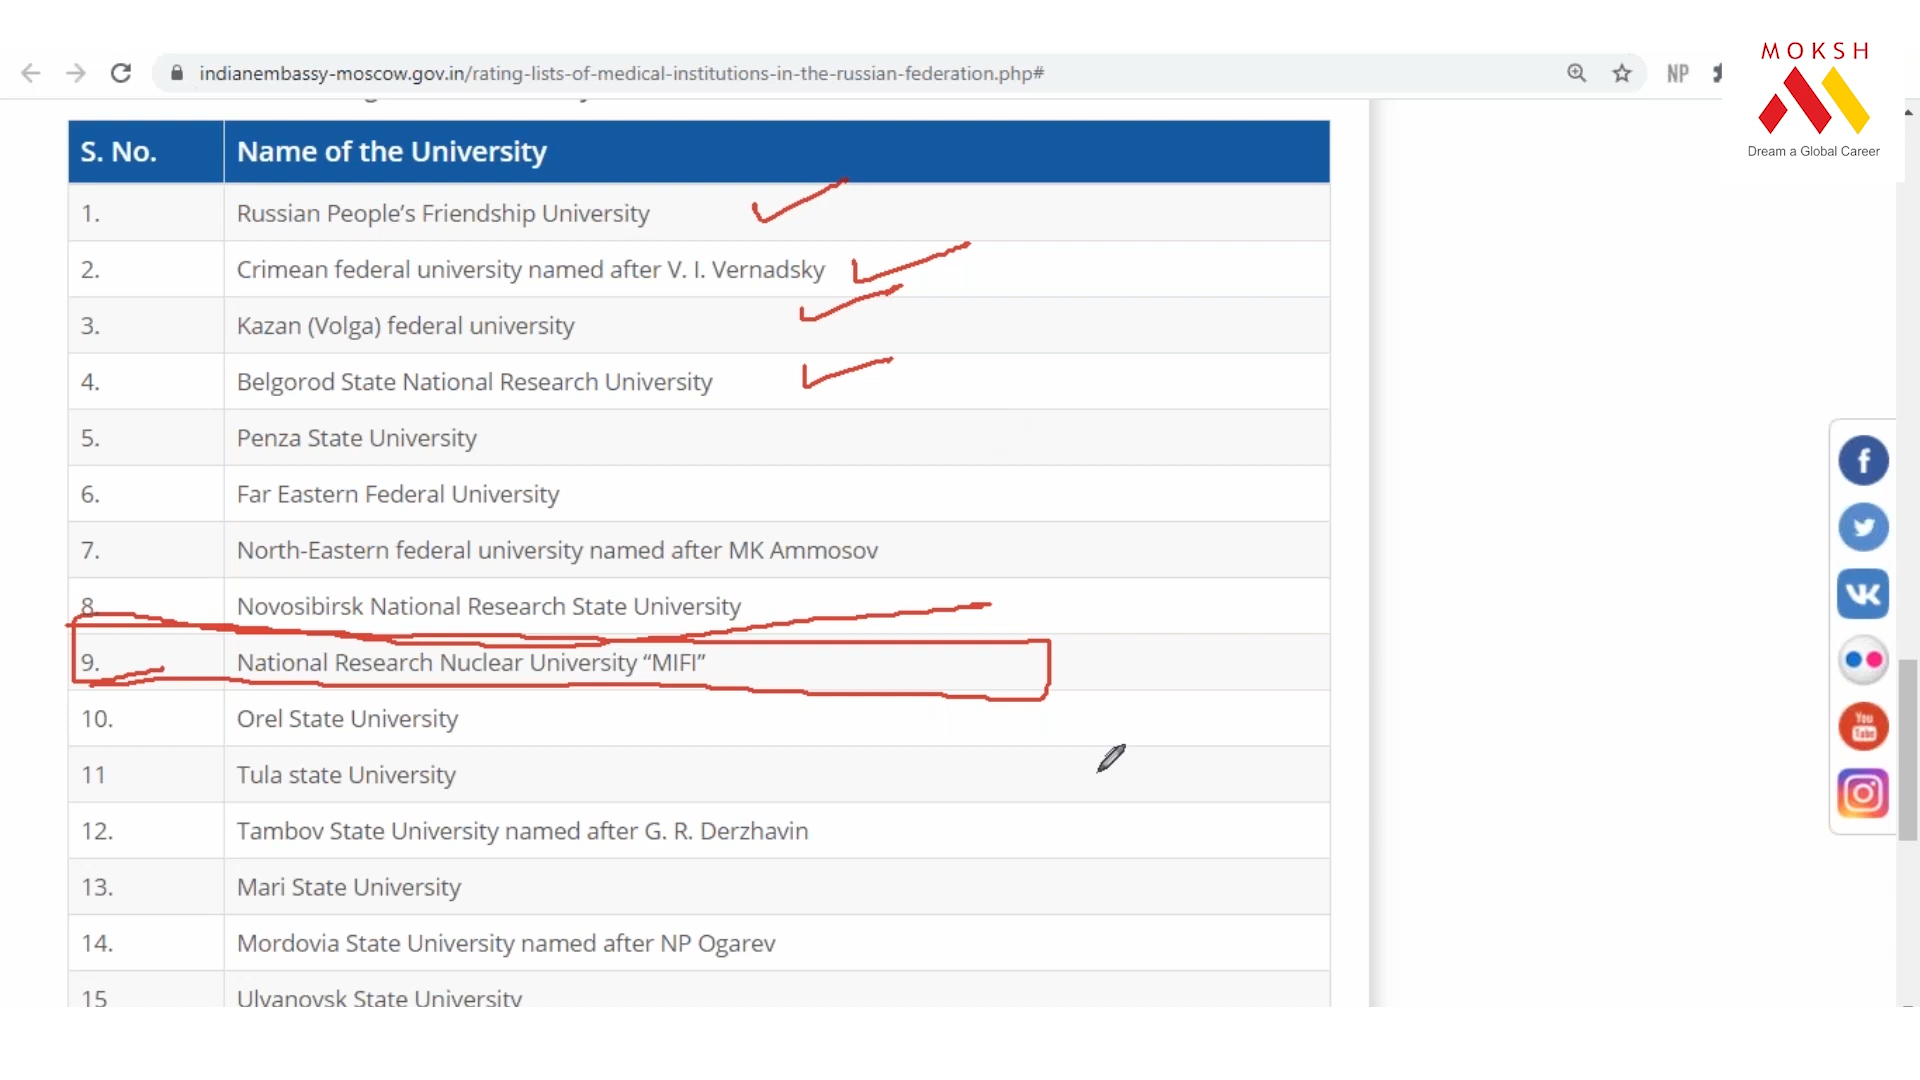 MOKSH
indianembassy-moscow.gov.in/rating-lists-of-medical-institutions-in-the-russian-federation.php#
NP
Dream a Global Career
S. No. Name of the University
1. Russian People’s Friendship University
2. Crimean federal university named after V. I. Vernadsky
3. Kazan (Volga) federal university
4. Belgorod State National Research University
5. Penza State University
6. Far Eastern Federal University
7. North-Eastern federal university named after MK Ammosov
8. Novosibirsk National Research State University
9. National Research Nuclear University “MIFI”
10. Orel State University
11 Tula state University
12. Tambov State University named after G. R. Derzhavin
13. Mari State University
14. Mordovia State University named after NP Ogarev
15 Ulyanovsk State University
You
Tube